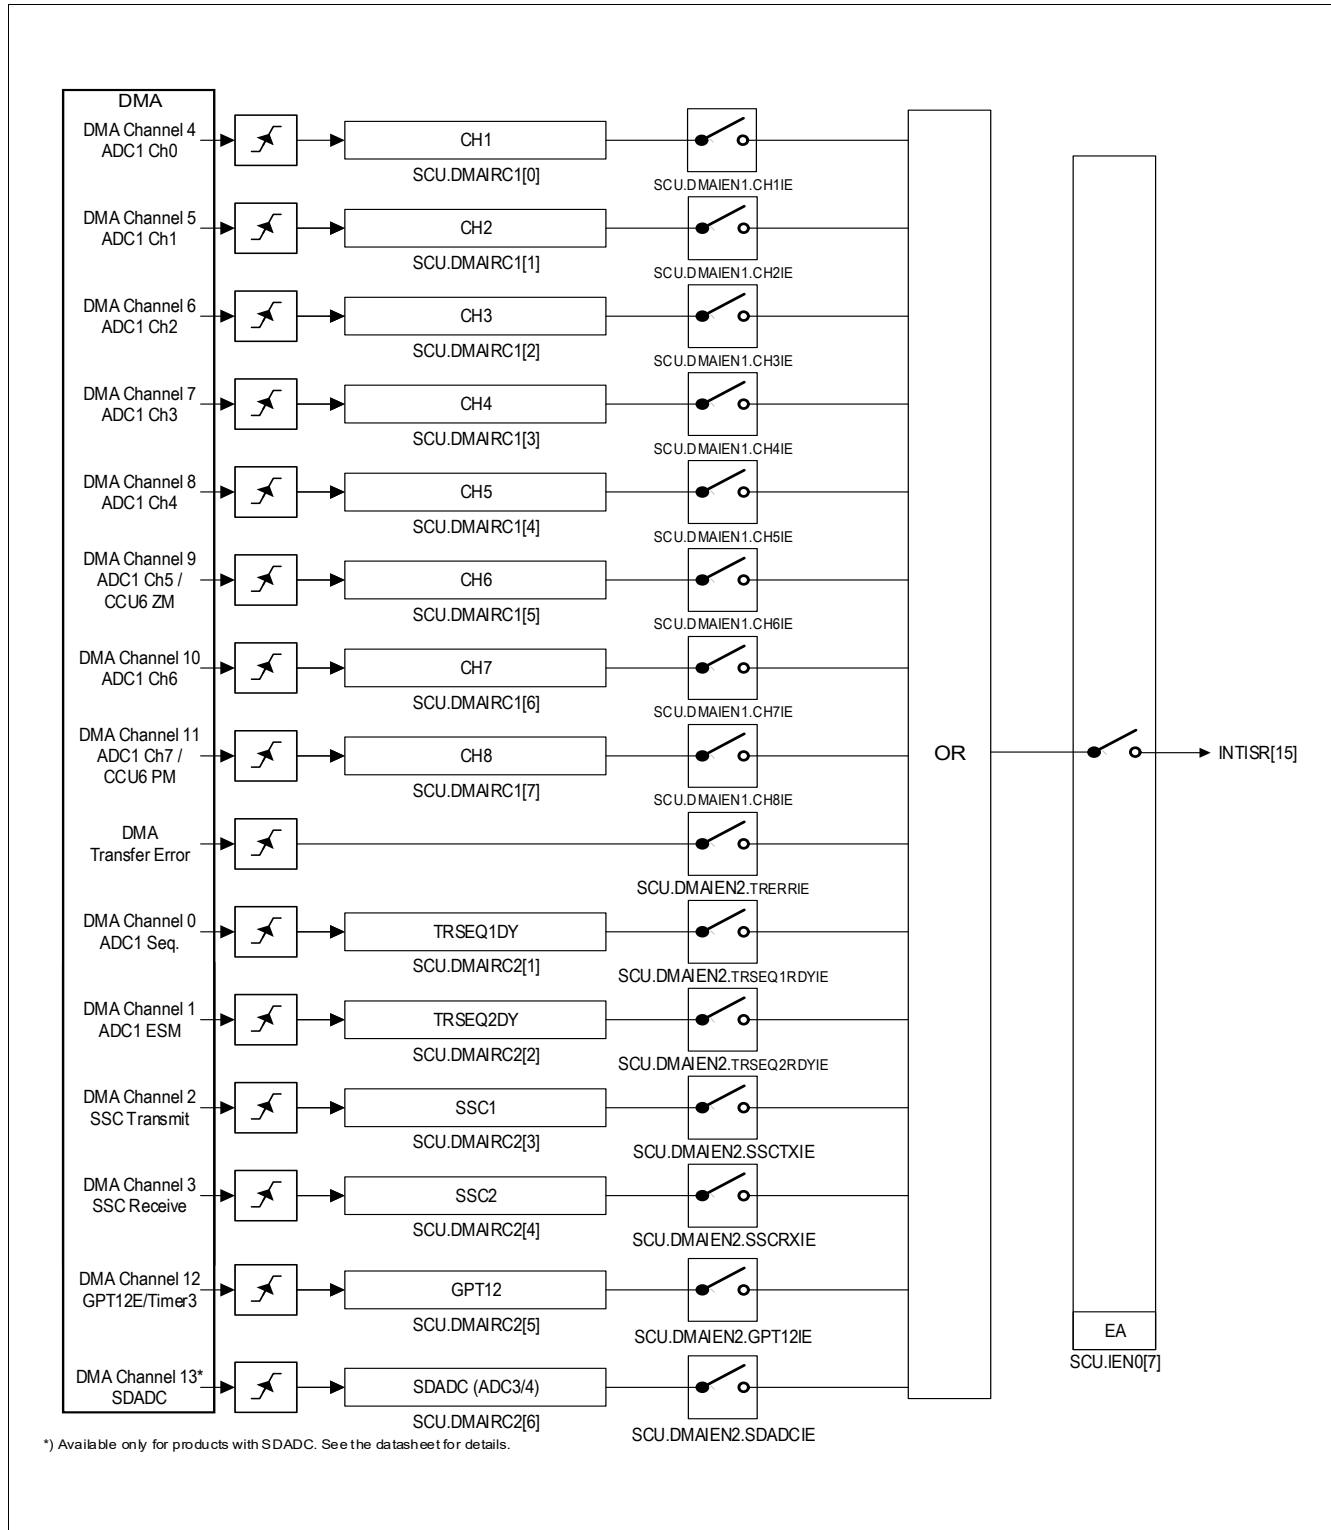 DMA
DMA Channel 4
ADC1 Ch0
CH1
SCU.DMAIRC1[0]
SCU.DMAIEN1.CH1IE
DMA Channel 5
ADC1 Ch1
CH2
SCU.DMAIRC1[1]
SCU.DMAIEN1.CH2IE
DMA Channel 6
ADC1 Ch2
CH3
SCU.DMAIRC1[2]
SCU.DMAIEN1.CH3IE
DMA Channel 7
ADC1 Ch3
CH4
SCU.DMAIRC1[3]
SCU.DMAIEN1.CH4IE
DMA Channel 8
ADC1 Ch4
CH5
SCU.DMAIRC1[4]
SCU.DMAIEN1.CH5IE
DMA Channel 9
ADC1 Ch5 /
CCU6 ZM
CH6
SCU.DMAIRC1[5]
SCU.DMAIEN1.CH6IE
DMA Channel 10
ADC1 Ch6
CH7
SCU.DMAIRC1[6]
SCU.DMAIEN1.CH7IE
DMA Channel 11
ADC1 Ch7 /
CCU6 PM
CH8
SCU.DMAIRC1[7]
SCU.DMAIEN1.CH8IE
OR
INTISR[15]
DMA
Transfer Error
SCU.DMAIEN2.TRERRIE
DMA Channel 0
ADC1 Seq.
TRSEQ1DY
SCU.DMAIRC2[1]
SCU.DMAIEN2.TRSEQ1RDYIE
DMA Channel 1
ADC1 ESM
TRSEQ2DY
SCU.DMAIRC2[2]
SCU.DMAIEN2.TRSEQ2RDYIE
DMA Channel 2
SSC Transmit
SSC1
SCU.DMAIRC2[3]
SCU.DMAIEN2.SSCTXIE
DMA Channel 3
SSC Receive
SSC2
SCU.DMAIRC2[4]
SCU.DMAIEN2.SSCRXIE
DMA Channel 12
GPT12E/Timer3
GPT12
SCU.DMAIRC2[5]
SCU.DMAIEN2.GPT12IE
EA
SCU.IEN0[7]
DMA Channel 13*
SDADC
SDADC (ADC3/4)
SCU.DMAIRC2[6]
SCU.DMAIEN2.SDADCIE
*) Available only for products with SDADC. See the datasheet for details.